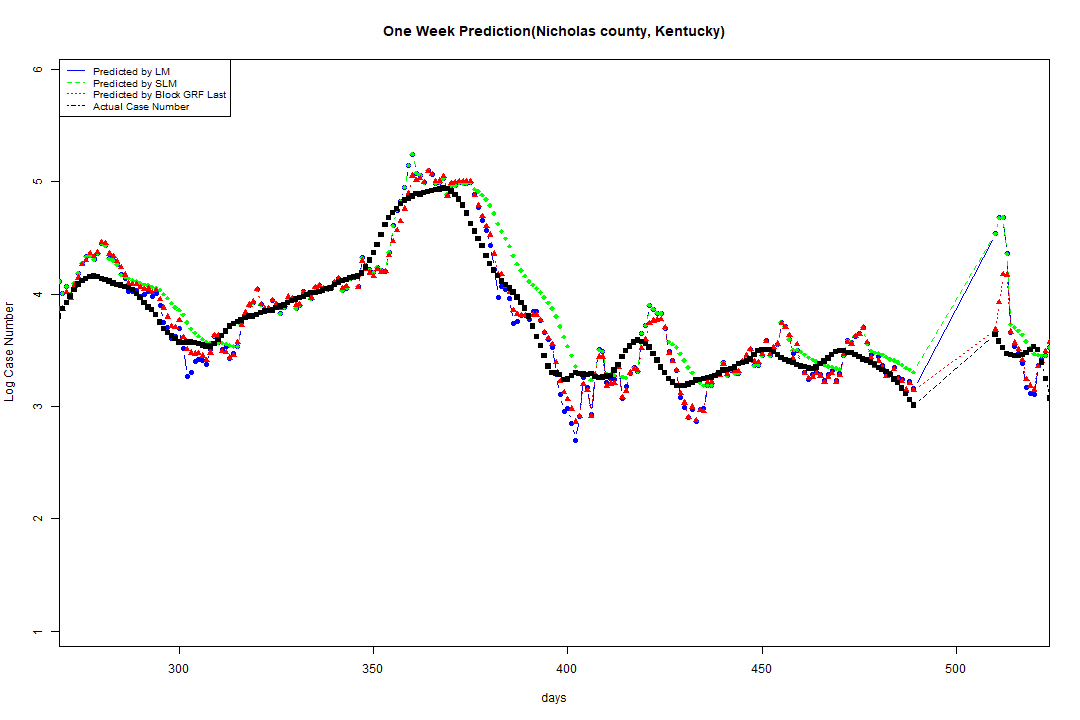 One Week Prediction(Nicholas county, Kentucky)
Predicted by LM
Predicted by SLM
Predicted by Block GRF Last
Actual Case Number
6
5
4
3
2
1
Log Case Number
300
350
400
450
500
days